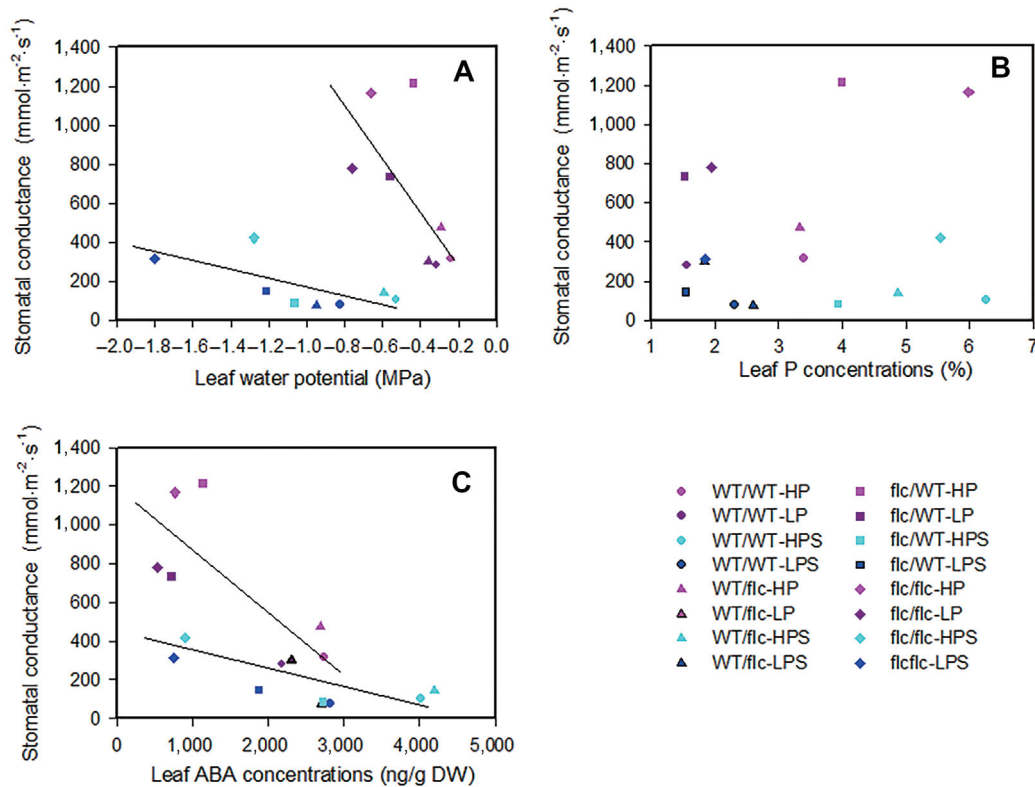 A
Stomatal conductance (mmol·m⁻²·s⁻¹)
1,400
1,200
1,000
800
600
400
200
0
−2.0 −1.8 −1.6 −1.4 −1.2 −1.0 −0.8 −0.6 −0.4 −0.2 0.0
Leaf water potential (MPa)
B
Stomatal conductance (mmol·m⁻²·s⁻¹)
1,400
1,200
1,000
800
600
400
200
0
1 2 3 4 5 6 7
Leaf P concentrations (%)
C
Stomatal conductance (mmol·m⁻²·s⁻¹)
1,400
1,200
1,000
800
600
400
200
0
0 1,000 2,000 3,000 4,000 5,000
Leaf ABA concentrations (ng/g DW)
WT/WT-HP
WT/WT-LP
WT/WT-HPS
WT/WT-LPS
WT/flc-HP
WT/flc-LP
WT/flc-HPS
WT/flc-LPS
flc/WT-HP
flc/WT-LP
flc/WT-HPS
flc/WT-LPS
flc/flc-HP
flc/flc-LP
flc/flc-HPS
flcflc-LPS